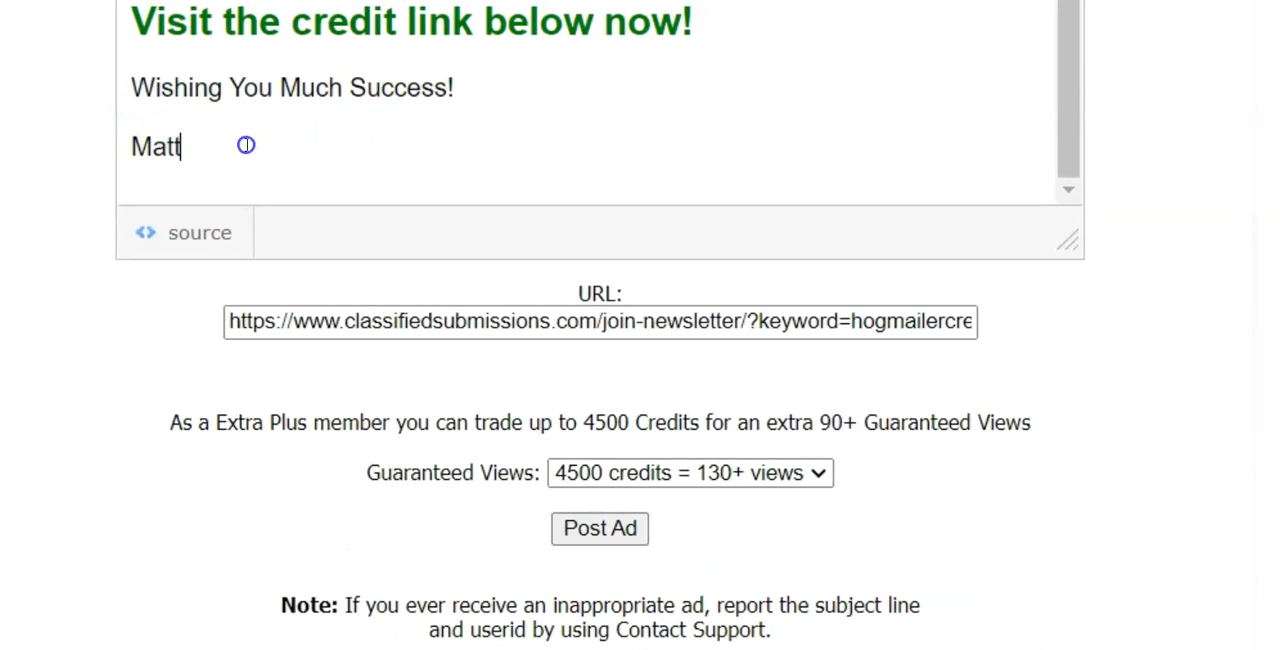 Visit the credit link below now!
Wishing You Much Success!
Matt
source
URL:
https://www.classifiedsubmissions.com/join-newsletter/?keyword=hogmailercre
As a Extra Plus member you can trade up to 4500 Credits for an extra 90+ Guaranteed Views
Guaranteed Views: 4500 credits = 130+ views
Post Ad
Note: If you ever receive an inappropriate ad, report the subject line
and userid by using Contact Support.